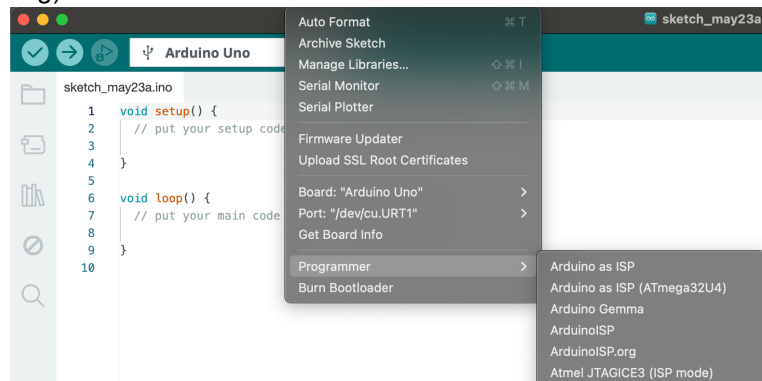 Auto Format ⌘ T
sketch_may23a
Archive Sketch
Arduino Uno
Manage Libraries... ⇧ ⌘ I
sketch_may23a.ino
Serial Monitor ⇧ ⌘ M
Serial Plotter
1 void setup() {
2 // put your setup code
3
4 }
5
6 void loop() {
7 // put your main code
8
9 }
10
Firmware Updater
Upload SSL Root Certificates
Board: "Arduino Uno"
Port: "/dev/cu.URT1"
Get Board Info
Programmer
Burn Bootloader
Arduino as ISP
Arduino as ISP (ATmega32U4)
Arduino Gemma
ArduinoISP
ArduinoISP.org
Atmel JTAGICE3 (ISP mode)